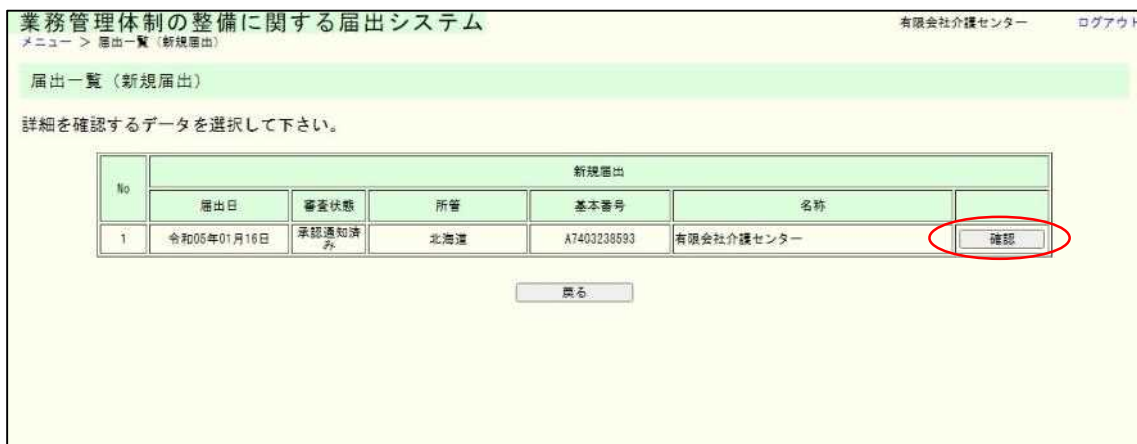 業務管理体制の整備に関する届出システム
有限会社介護センター ログアウト
メニュー > 届出一覧（新規届出）
届出一覧（新規届出）
詳細を確認するデータを選択して下さい。
No 新規届出
届出日 審査状態 所管 基本番号 名称
1 令和05年01月16日 承認通知済み 北海道 A7403238593 有限会社介護センター 確認
戻る